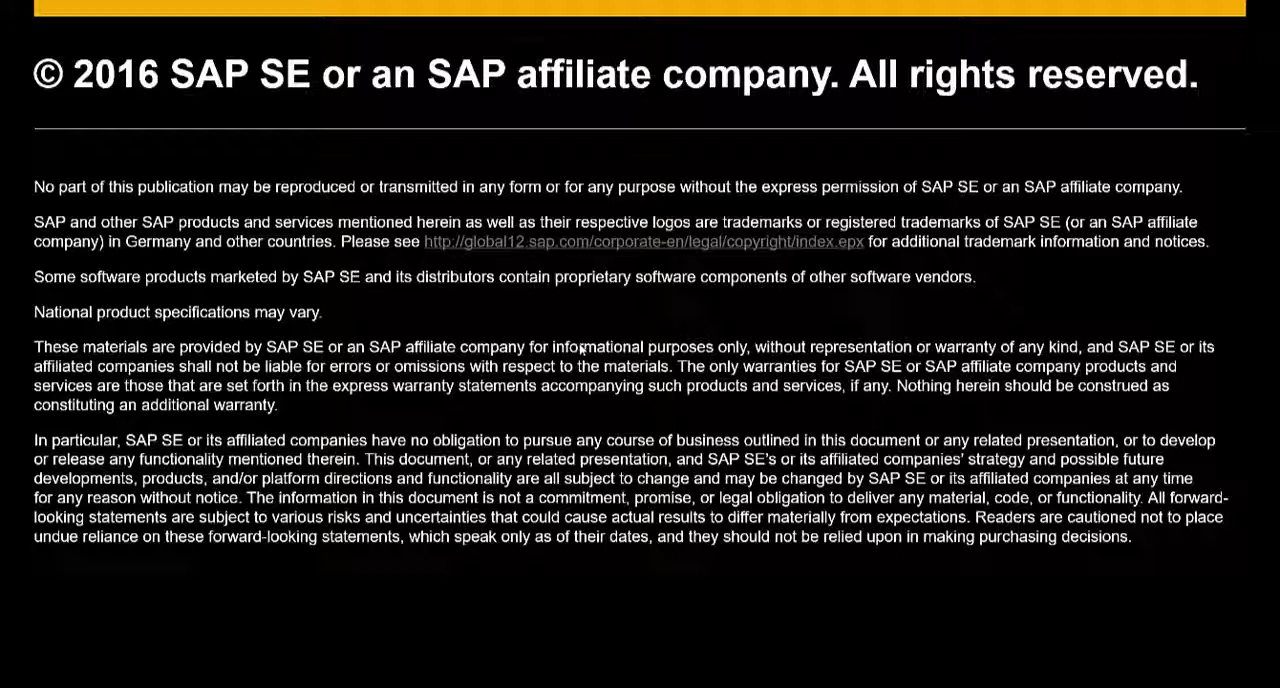 © 2016 SAP SE or an SAP affiliate company. All rights reserved.
No part of this publication may be reproduced or transmitted in any form or for any purpose without the express permission of SAP SE or an SAP affiliate company.
SAP and other SAP products and services mentioned herein as well as their respective logos are trademarks or registered trademarks of SAP SE (or an SAP affiliate
company) in Germany and other countries. Please see http://global12.sap.com/corporate-en/legal/copyright/index.epx for additional trademark information and notices.
Some software products marketed by SAP SE and its distributors contain proprietary software components of other software vendors.
National product specifications may vary.
These materials are provided by SAP SE or an SAP affiliate company for informational purposes only, without representation or warranty of any kind, and SAP SE or its
affiliated companies shall not be liable for errors or omissions with respect to the materials. The only warranties for SAP SE or SAP affiliate company products and
services are those that are set forth in the express warranty statements accompanying such products and services, if any. Nothing herein should be construed as
constituting an additional warranty.
In particular, SAP SE or its affiliated companies have no obligation to pursue any course of business outlined in this document or any related presentation, or to develop
or release any functionality mentioned therein. This document, or any related presentation, and SAP SE's or its affiliated companies' strategy and possible future
developments, products, and/or platform directions and functionality are all subject to change and may be changed by SAP SE or its affiliated companies at any time
for any reason without notice. The information in this document is not a commitment, promise, or legal obligation to deliver any material, code, or functionality. All forward-
looking statements are subject to various risks and uncertainties that could cause actual results to differ materially from expectations. Readers are cautioned not to place
undue reliance on these forward-looking statements, which speak only as of their dates, and they should not be relied upon in making purchasing decisions.